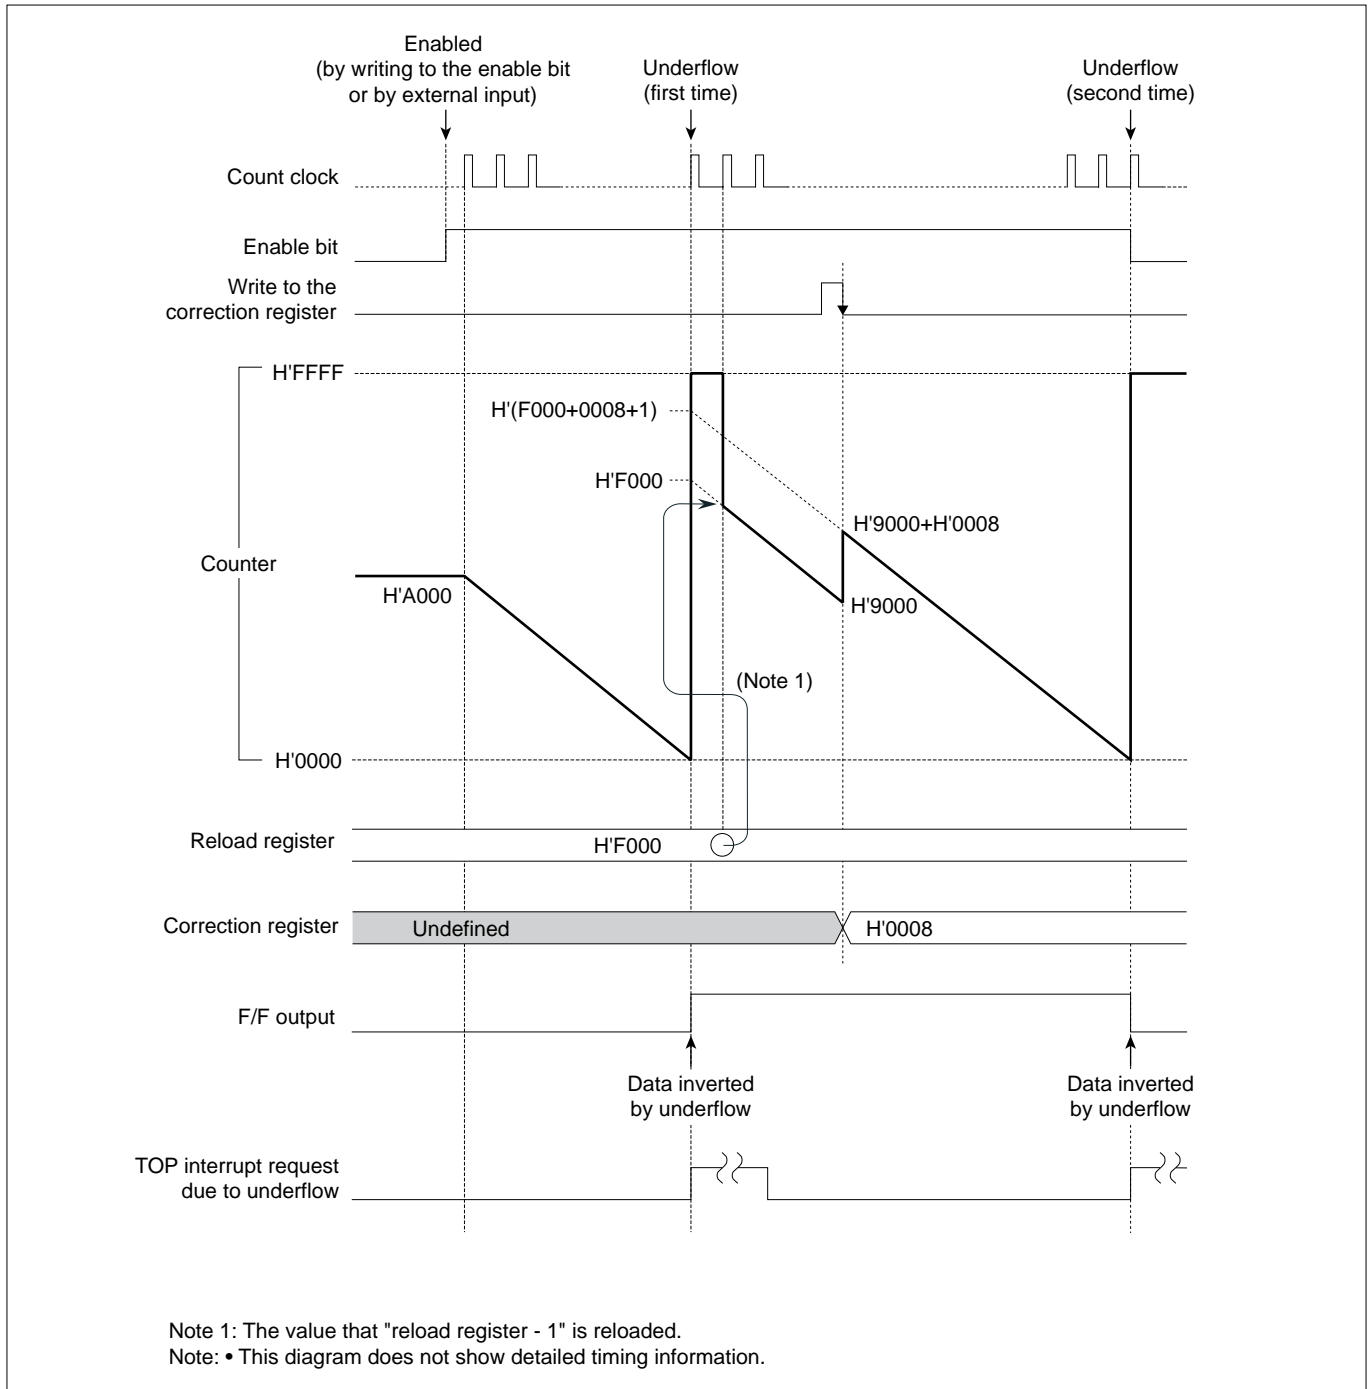 Enabled
(by writing to the enable bit
or by external input)
Underflow
(first time)
Underflow
(second time)
Count clock
Enable bit
Write to the
correction register
H'FFFF
H'(F000+0008+1)
H'F000
H'9000+H'0008
Counter
H'A000
H'9000
(Note 1)
H'0000
Reload register
H'F000
Correction register
Undefined
H'0008
F/F output
Data inverted
by underflow
Data inverted
by underflow
TOP interrupt request
due to underflow
Note 1: The value that "reload register - 1" is reloaded.
Note: • This diagram does not show detailed timing information.